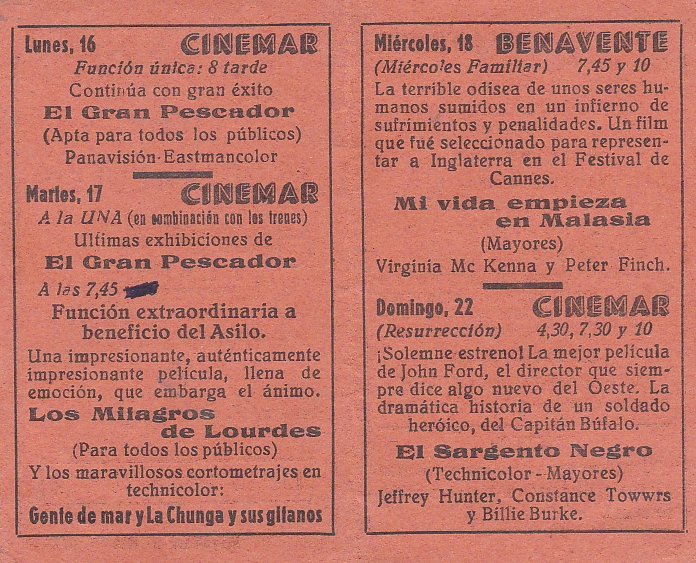 Lunes, 16 CINEMAR
Función única: 8 tarde
Continúa con gran éxito
El Gran Pescador
(Apta para todos los públicos)
Panavisión-Eastmancolor
Martes, 17 CINEMAR
A la UNA (en combinación con los trenes)
Ultimas exhibiciones de
El Gran Pescador
A las 7,45
Función extraordinaria a
beneficio del Asilo.
Una impresionante, auténticamente
impresionante película, llena de
emoción, que embarga el ánimo.
Los Milagros
de Lourdes
(Para todos los públicos)
Y los maravillosos cortometrajes en
technicolor:
Gente de mar y La Chunga y sus gitanos
Miércoles, 18 BENAVENTE
(Miércoles Familiar) 7,45 y 10
La terrible odisea de unos seres hu-
manos sumidos en un infierno de
sufrimientos y penalidades. Un film
que fué seleccionado para represen-
tar a Inglaterra en el Festival de
Cannes.
Mi vida empieza
en Malasia
(Mayores)
Virginia Mc Kenna y Peter Finch.
Domingo, 22 CINEMAR
(Resurrección) 4,30, 7,30 y 10
¡Solemne estreno! La mejor película
de John Ford, el director que siem-
pre dice algo nuevo del Oeste. La
dramática historia de un soldado
heróico, del Capitán Búfalo.
El Sargento Negro
(Technicolor - Mayores)
Jeffrey Hunter, Constance Towwrs
y Billie Burke.